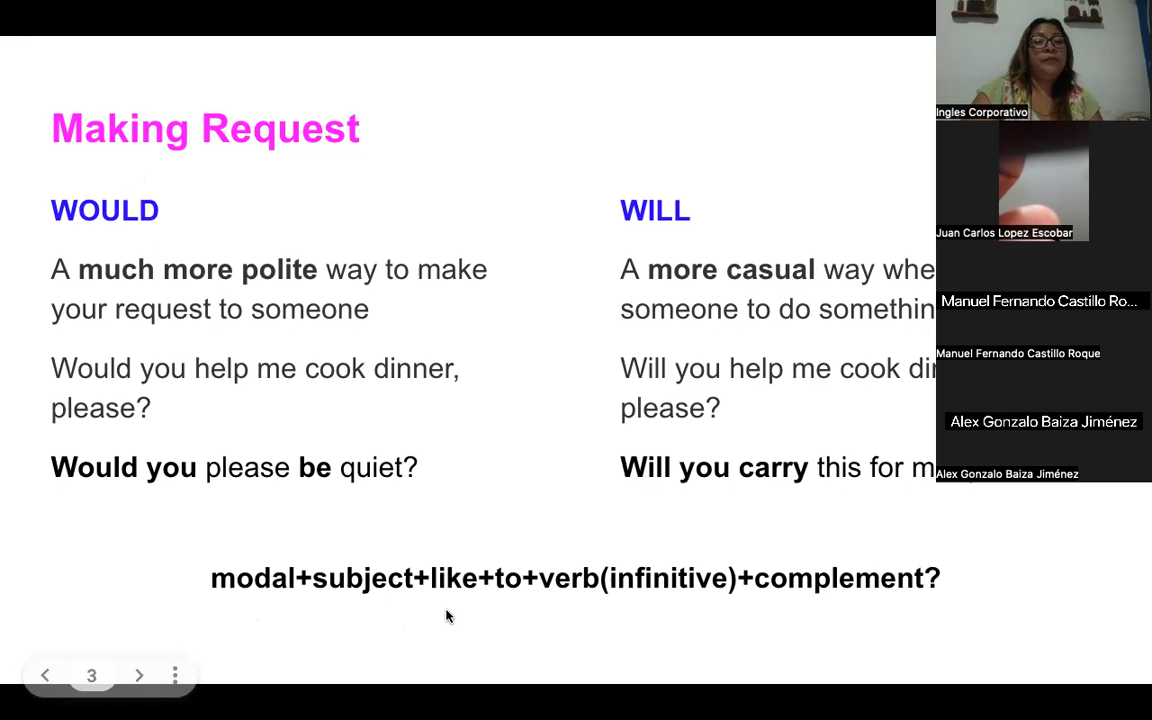 Making Request
WOULD
A much more polite way to make
your request to someone
Would you help me cook dinner,
please?
Would you please be quiet?
WILL
A more casual way
someone to do
Will you help me cook
please?
Will you carry this for
modal+subject+like+to+verb(infinitive)+complement?
3
Ingles Corporativo
Juan Carlos Lopez Escobar
Manuel Fernando Castillo Ro...
Manuel Fernando Castillo Roque
Alex Gonzalo Baiza Jiménez
Alex Gonzalo Baiza Jiménez